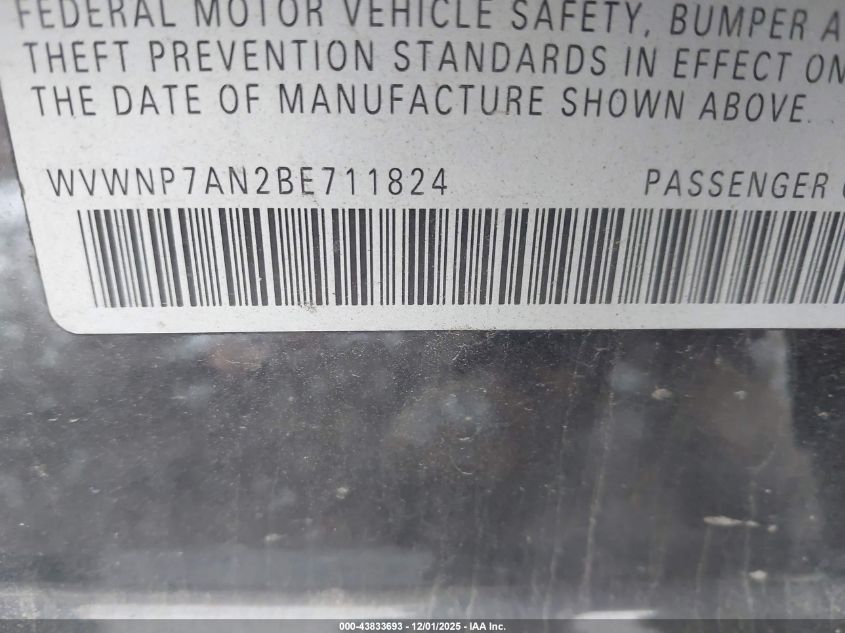 FEDERAL MOTOR VEHICLE SAFETY, BUMPER A
THEFT PREVENTION STANDARDS IN EFFECT ON
THE DATE OF MANUFACTURE SHOWN ABOVE.
WVWNP7AN2BE711824 PASSENGER
000-43833693 - 12/01/2025 - IAA Inc.